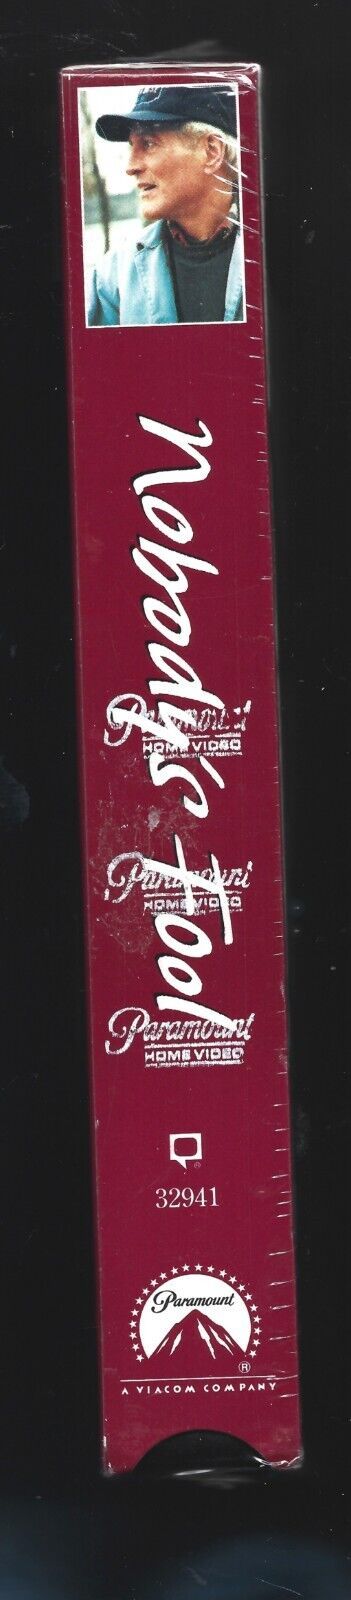 Nobody's Fool
Paramount
HOME VIDEO
Paramount
HOME VIDEO
Paramount
HOME VIDEO
®
32941
Paramount
®
A VIACOM COMPANY